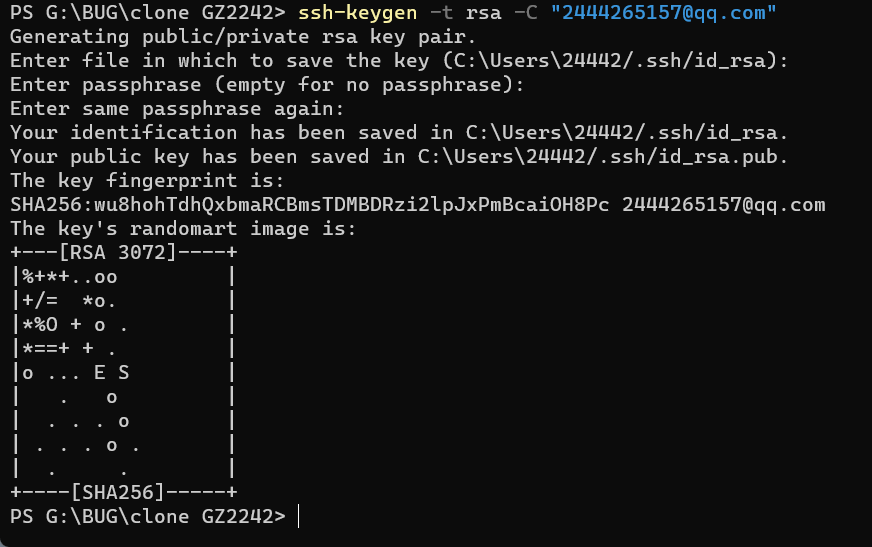 PS G:\BUG\clone GZ2242> ssh-keygen -t rsa -C "2444265157@qq.com"
Generating public/private rsa key pair.
Enter file in which to save the key (C:\Users\24442/.ssh/id_rsa):
Enter passphrase (empty for no passphrase):
Enter same passphrase again:
Your identification has been saved in C:\Users\24442/.ssh/id_rsa.
Your public key has been saved in C:\Users\24442/.ssh/id_rsa.pub.
The key fingerprint is:
SHA256:wu8hohTdhQxbmaRCBmsTDMBDRzi2lpJxPmBcaiOH8Pc 2444265157@qq.com
The key's randomart image is:
+---[RSA 3072]----+
|%+*+..oo         |
|+/=  *o.         |
|*%O + o .        |
|*==+ + .         |
|o ... E S        |
|   .   o         |
|  . . . o        |
| . . . o .       |
|  .     .        |
+----[SHA256]-----+
PS G:\BUG\clone GZ2242>